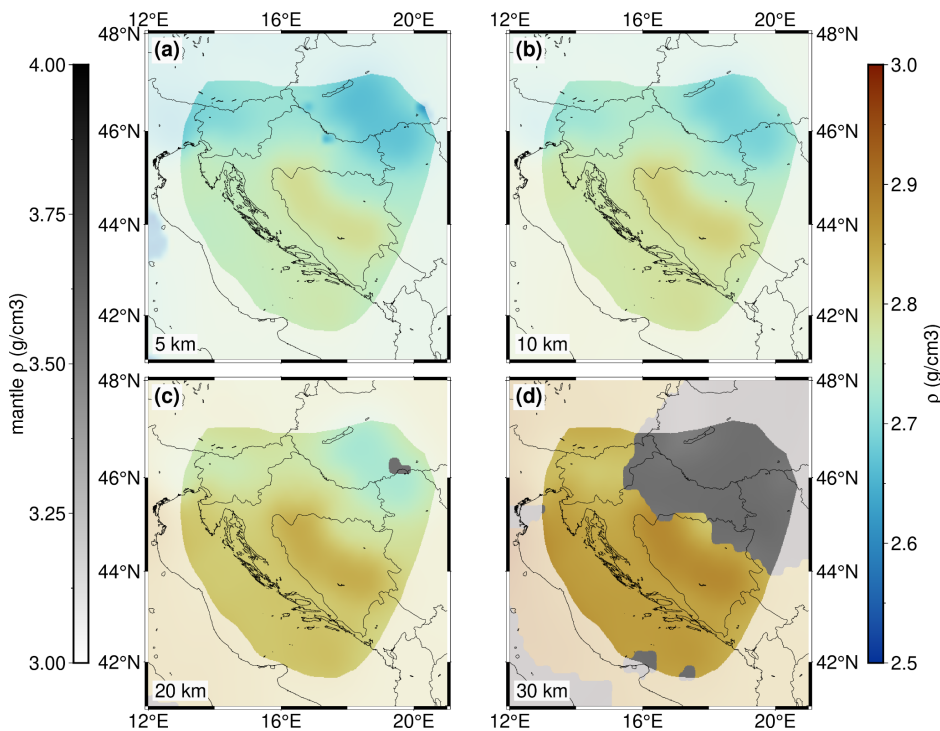 12°E 16°E 20°E 12°E 16°E 20°E
48°N (a) 48°N (b)
4.00 3.0
46°N 46°N
2.9
3.75
44°N 44°N
2.8
42°N 42°N
5 km 10 km
mantle ρ (g/cm3) 3.50 ρ (g/cm3)
48°N (c) 48°N (d)
2.7
46°N 46°N
3.25
2.6
44°N 44°N
3.00 42°N 42°N 2.5
20 km 30 km
12°E 16°E 20°E 12°E 16°E 20°E